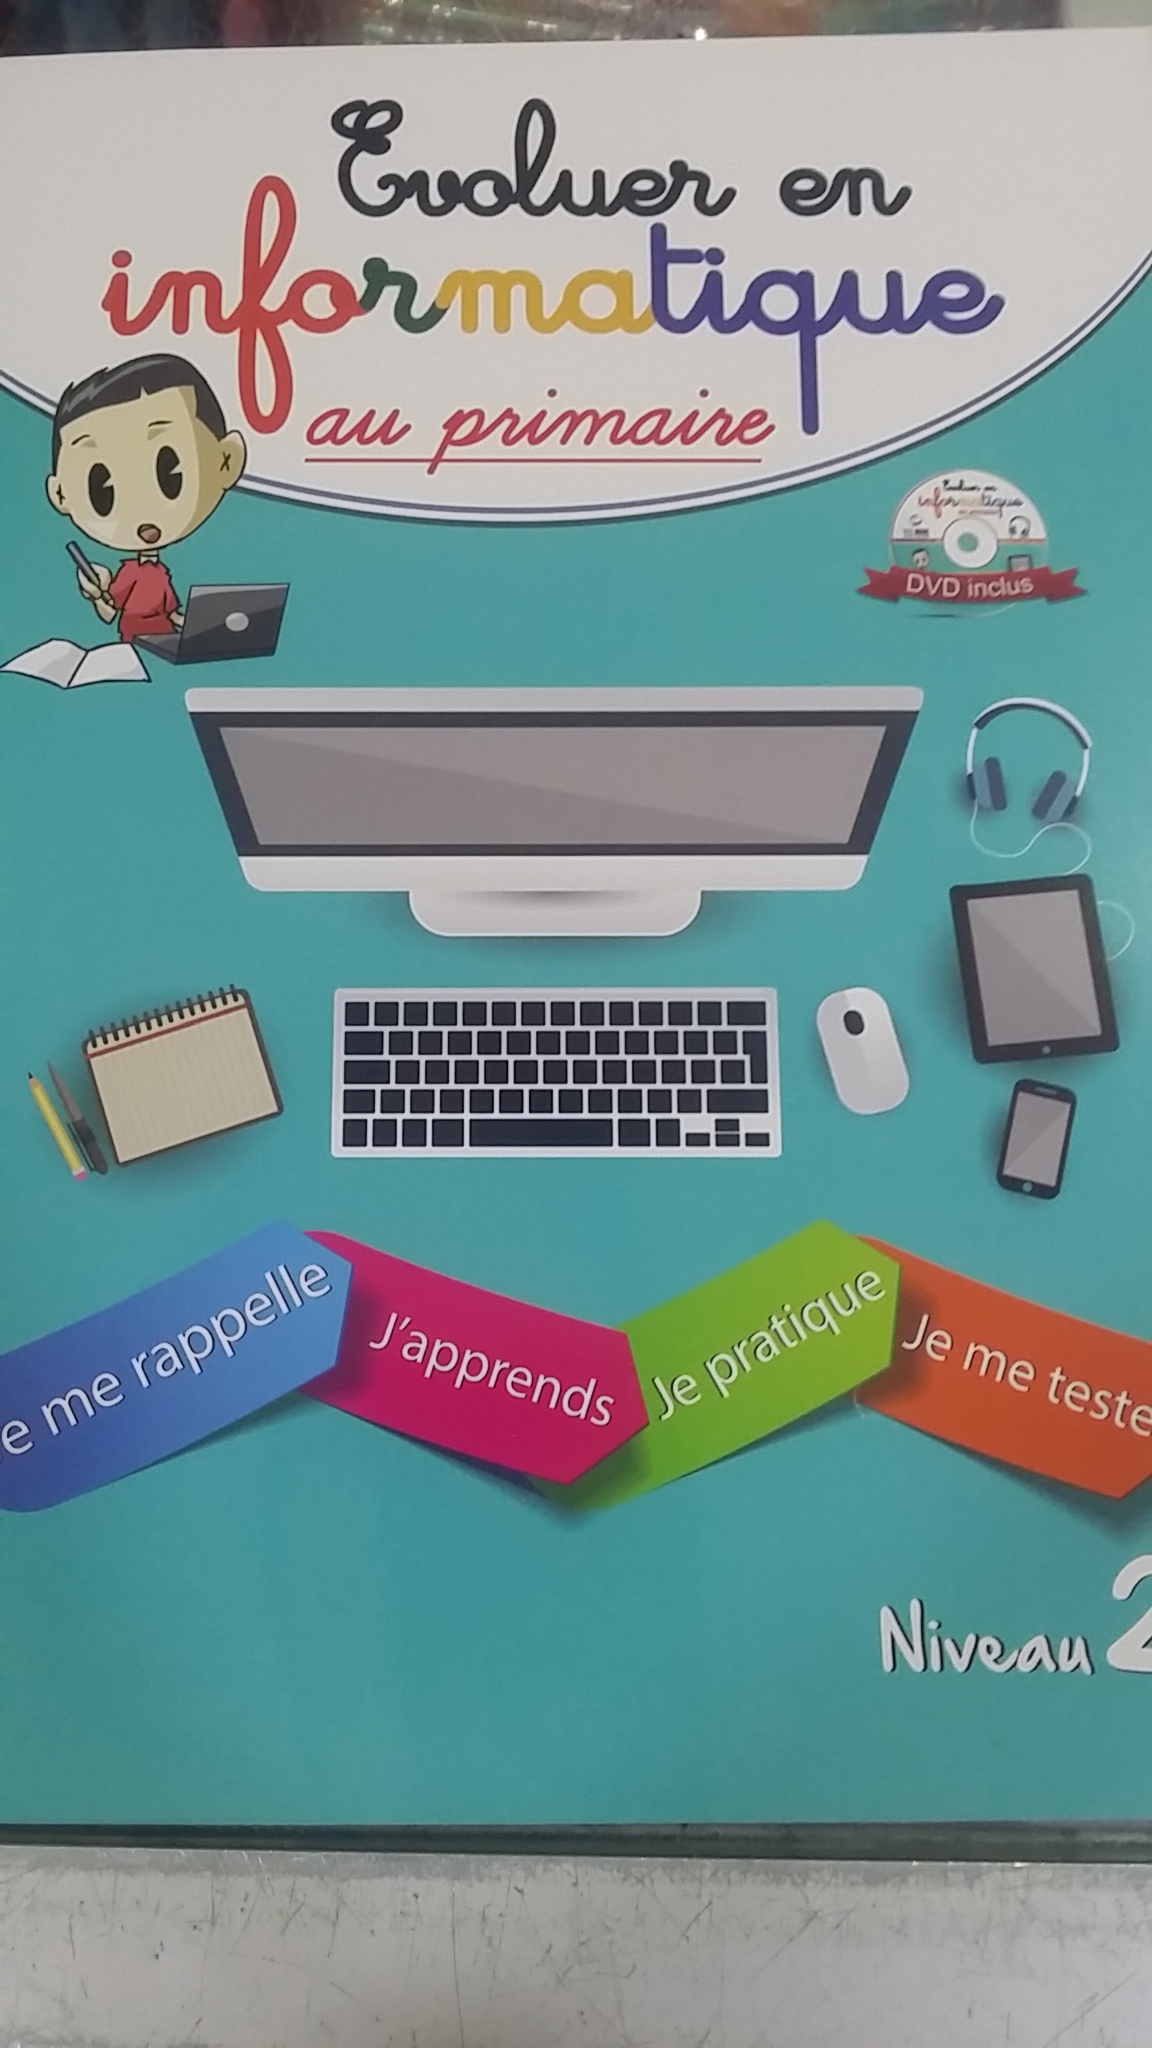 Evoluer en
informatique
au primaire
Evoluer en
informatique
DVD inclus
e me rappelle
J'apprends
Je pratique
Je me teste
Niveau 2